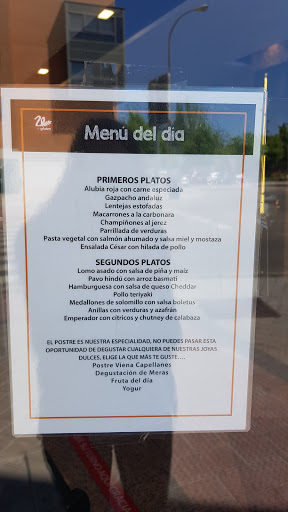 Menú del día
PRIMEROS PLATOS
Alubia roja con carne especiada
Gazpacho andaluz
Lentejas estofadas
Macarrones a la carbonara
Champiñones al jerez
Parrillada de verduras
Pasta vegetal con salmón ahumado y salsa miel y mostaza
Ensalada César con hilada de pollo
SEGUNDOS PLATOS
Lomo asado con salsa de piña y maíz
Pavo hindú con arroz basmati
Hamburguesa con salsa de queso Cheddar
Pollo teriyaki
Medallones de solomillo con salsa boletus
Anillas con verduras y azafrán
Emperador con cítricos y chutney de calabaza
EL POSTRE ES NUESTRA ESPECIALIDAD, NO PUEDES PASAR ESTA
OPORTUNIDAD DE DEGUSTAR CUALQUIERA DE NUESTRAS JOYAS
DULCES, ELIGE LA QUE MÁS TE GUSTE....
Postre Viena Capellanes
Degustación de Meras
Fruta del día
Yogur